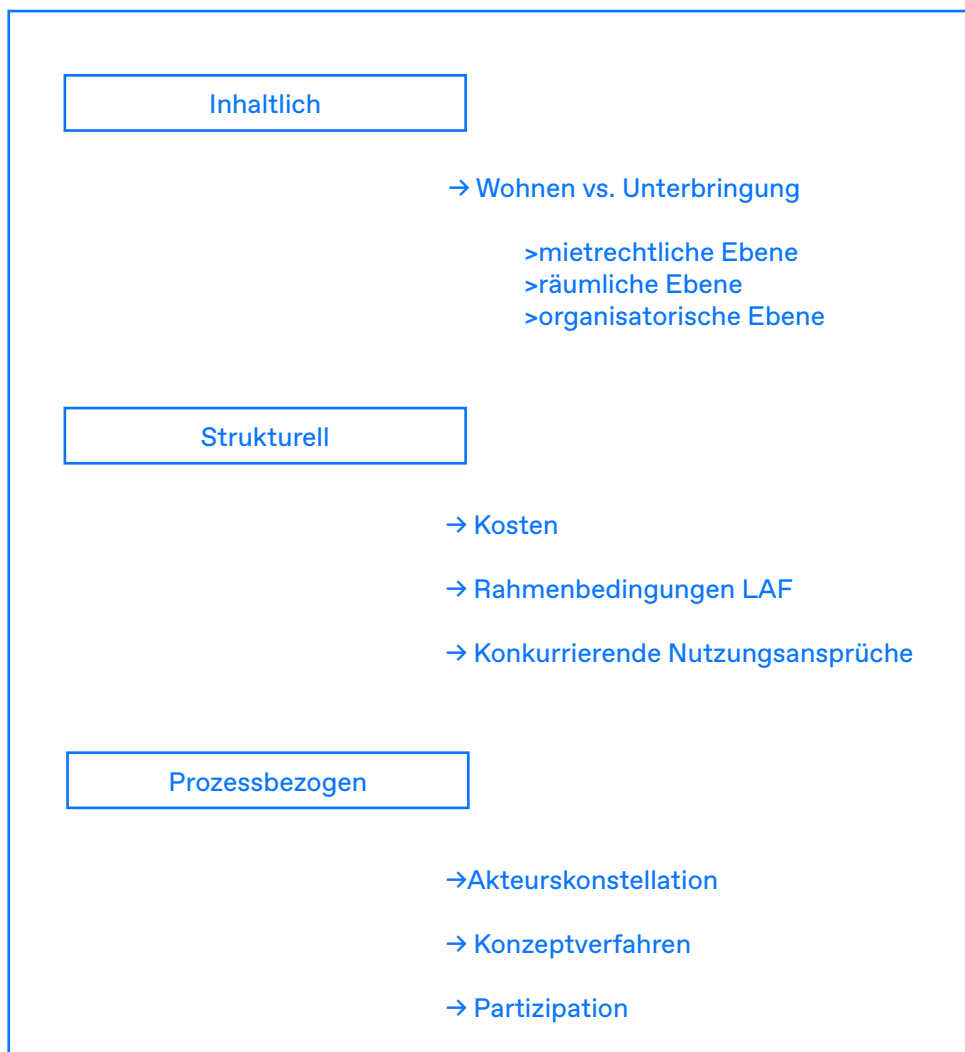 Inhaltlich
→ Wohnen vs. Unterbringung
>mietrechtliche Ebene
>räumliche Ebene
>organisatorische Ebene
Strukturell
→ Kosten
→ Rahmenbedingungen LAF
→ Konkurrierende Nutzungsansprüche
Prozessbezogen
→Akteurskonstellation
→ Konzeptverfahren
→ Partizipation